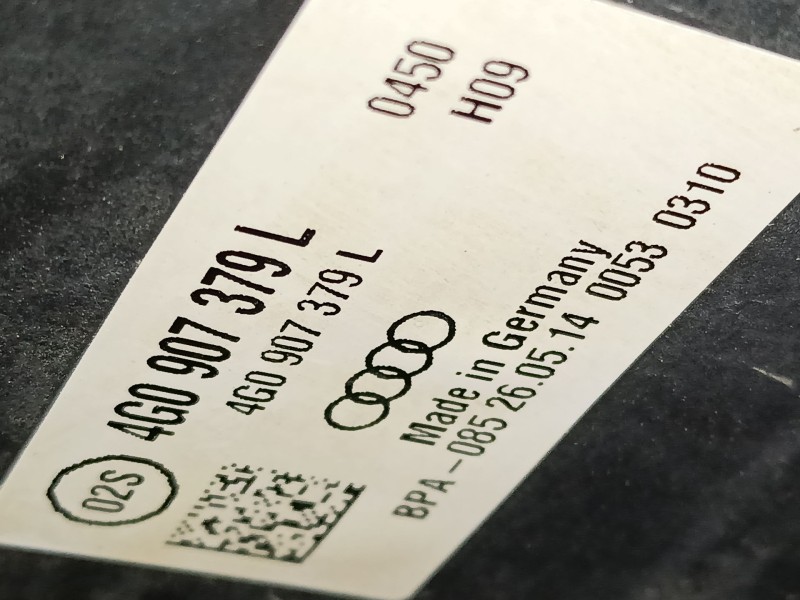 0450
H09
4G0 907 379 L
4G0 907 379 L
Made in Germany
BPA-085 26.05.14 0053 0310
02S